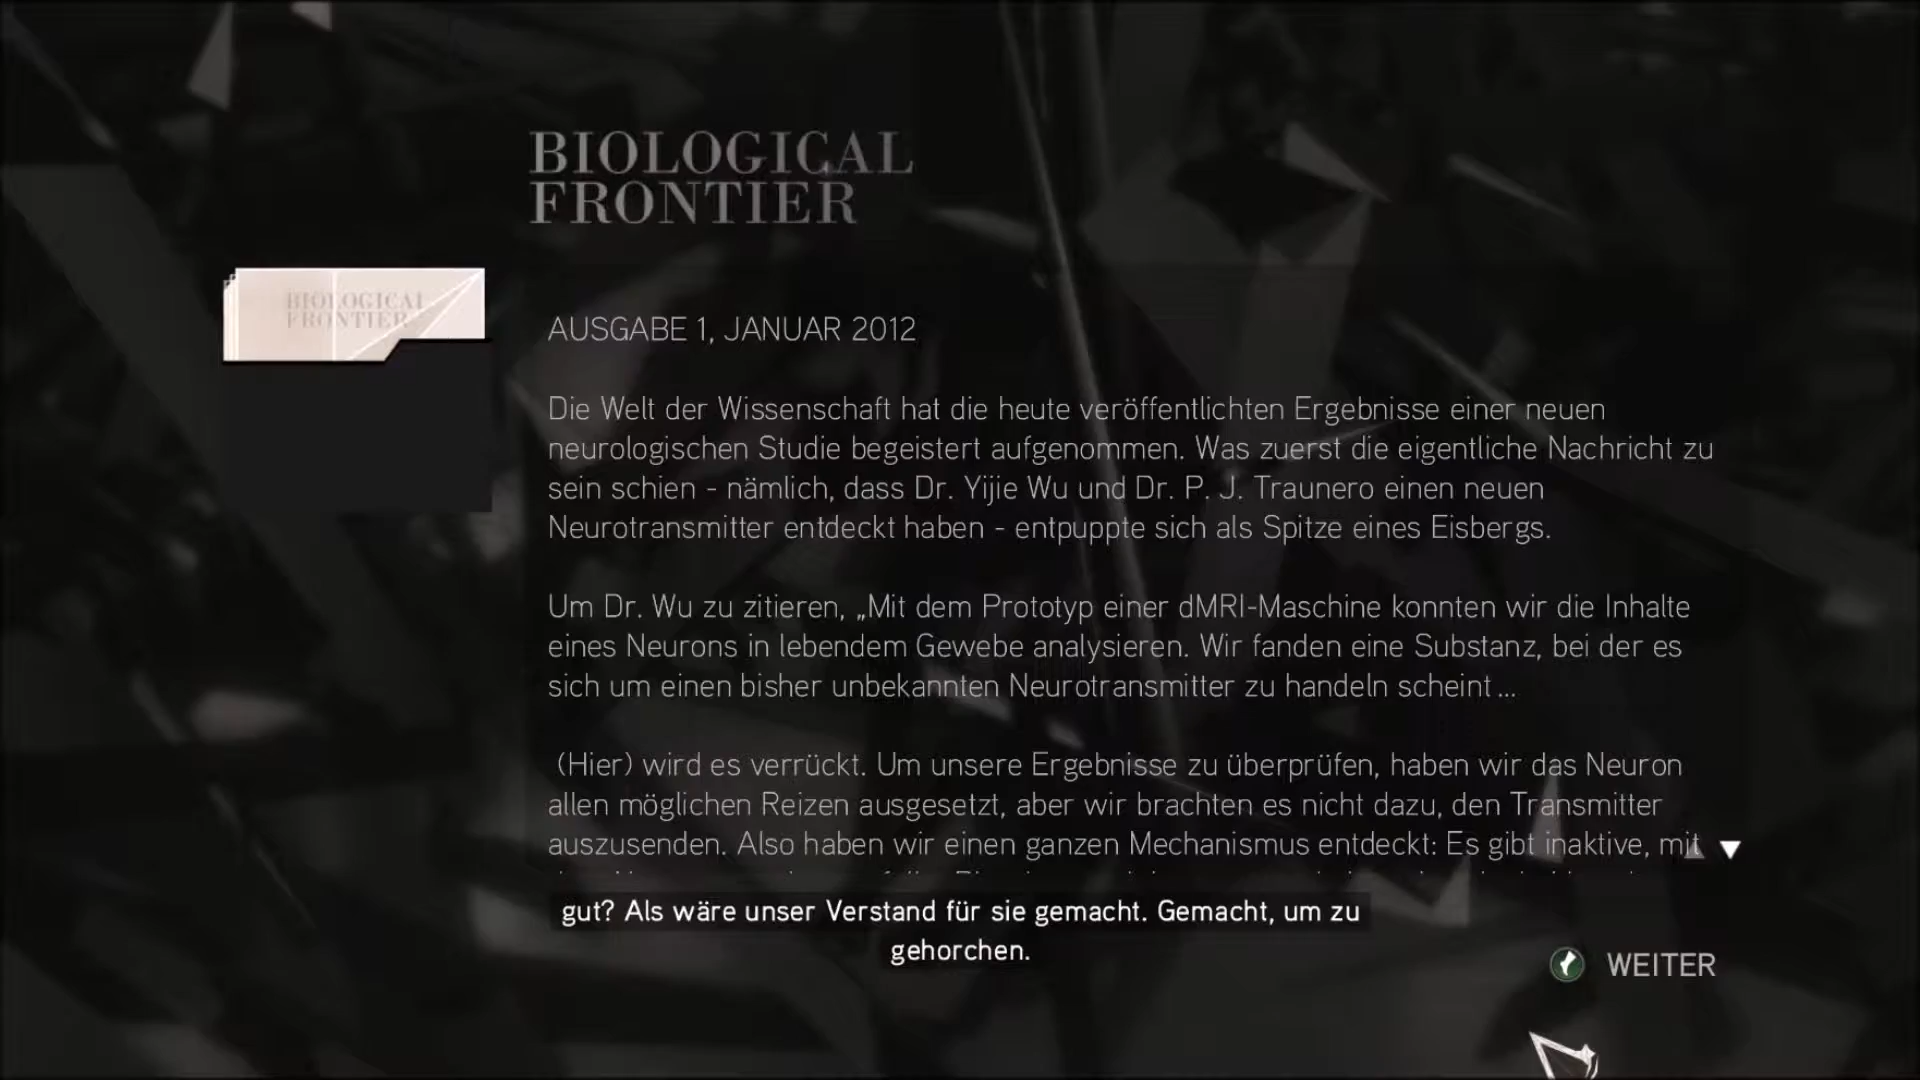 BIOLOGICAL
FRONTIER
BIOLOGICAL
FRONTIER
AUSGABE 1, JANUAR 2012
Die Welt der Wissenschaft hat die heute veröffentlichten Ergebnisse einer neuen
neurologischen Studie begeistert aufgenommen. Was zuerst die eigentliche Nachricht zu
sein schien - nämlich, dass Dr. Yijie Wu und Dr. P. J. Traunero einen neuen
Neurotransmitter entdeckt haben - entpuppte sich als Spitze eines Eisbergs.
Um Dr. Wu zu zitieren, „Mit dem Prototyp einer dMRI-Maschine konnten wir die Inhalte
eines Neurons in lebendem Gewebe analysieren. Wir fanden eine Substanz, bei der es
sich um einen bisher unbekannten Neurotransmitter zu handeln scheint ...
(Hier) wird es verrückt. Um unsere Ergebnisse zu überprüfen, haben wir das Neuron
allen möglichen Reizen ausgesetzt, aber wir brachten es nicht dazu, den Transmitter
auszusenden. Also haben wir einen ganzen Mechanismus entdeckt: Es gibt inaktive, mit
gut? Als wäre unser Verstand für sie gemacht. Gemacht, um zu
gehorchen.
WEITER